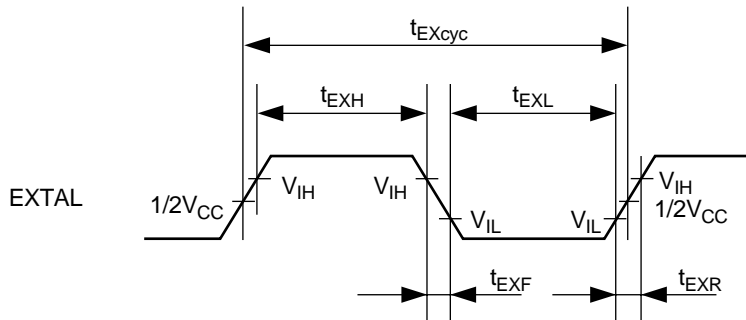 tEXcyc
tEXH tEXL
EXTAL
1/2VCC
VIH VIH
VIL VIL
VIH
1/2VCC
tEXF tEXR